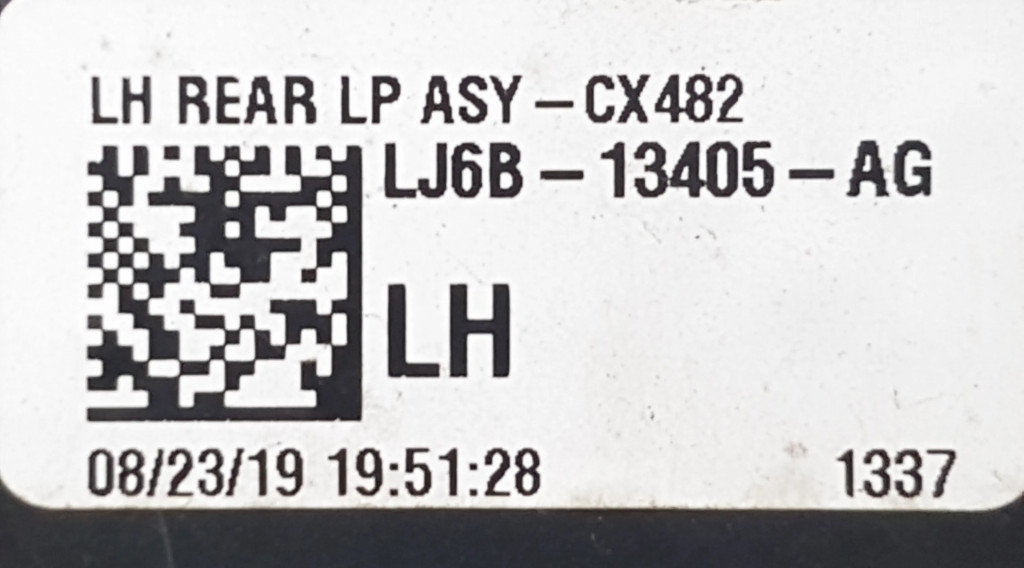 LH REAR LP ASY–CX482
LJ6B – 13405 – AG
LH
08/23/19 19:51:28 1337